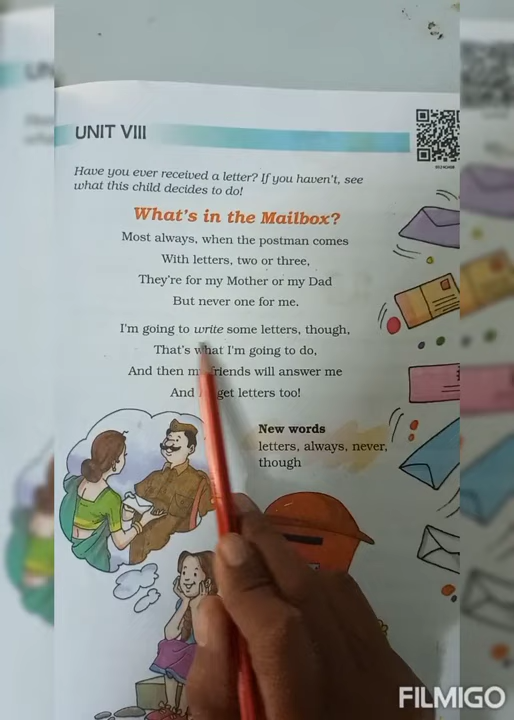 UNIT VIII
Have you ever received a letter? If you haven't, see
what this child decides to do!
What's in the Mailbox?
Most always, when the postman comes
With letters, two or three,
They're for my Mother or my Dad
But never one for me.
I'm going to write some letters, though,
That's what I'm going to do,
And then friends will answer me
And get letters too!
New words
letters, always, never,
though
FILMIGO